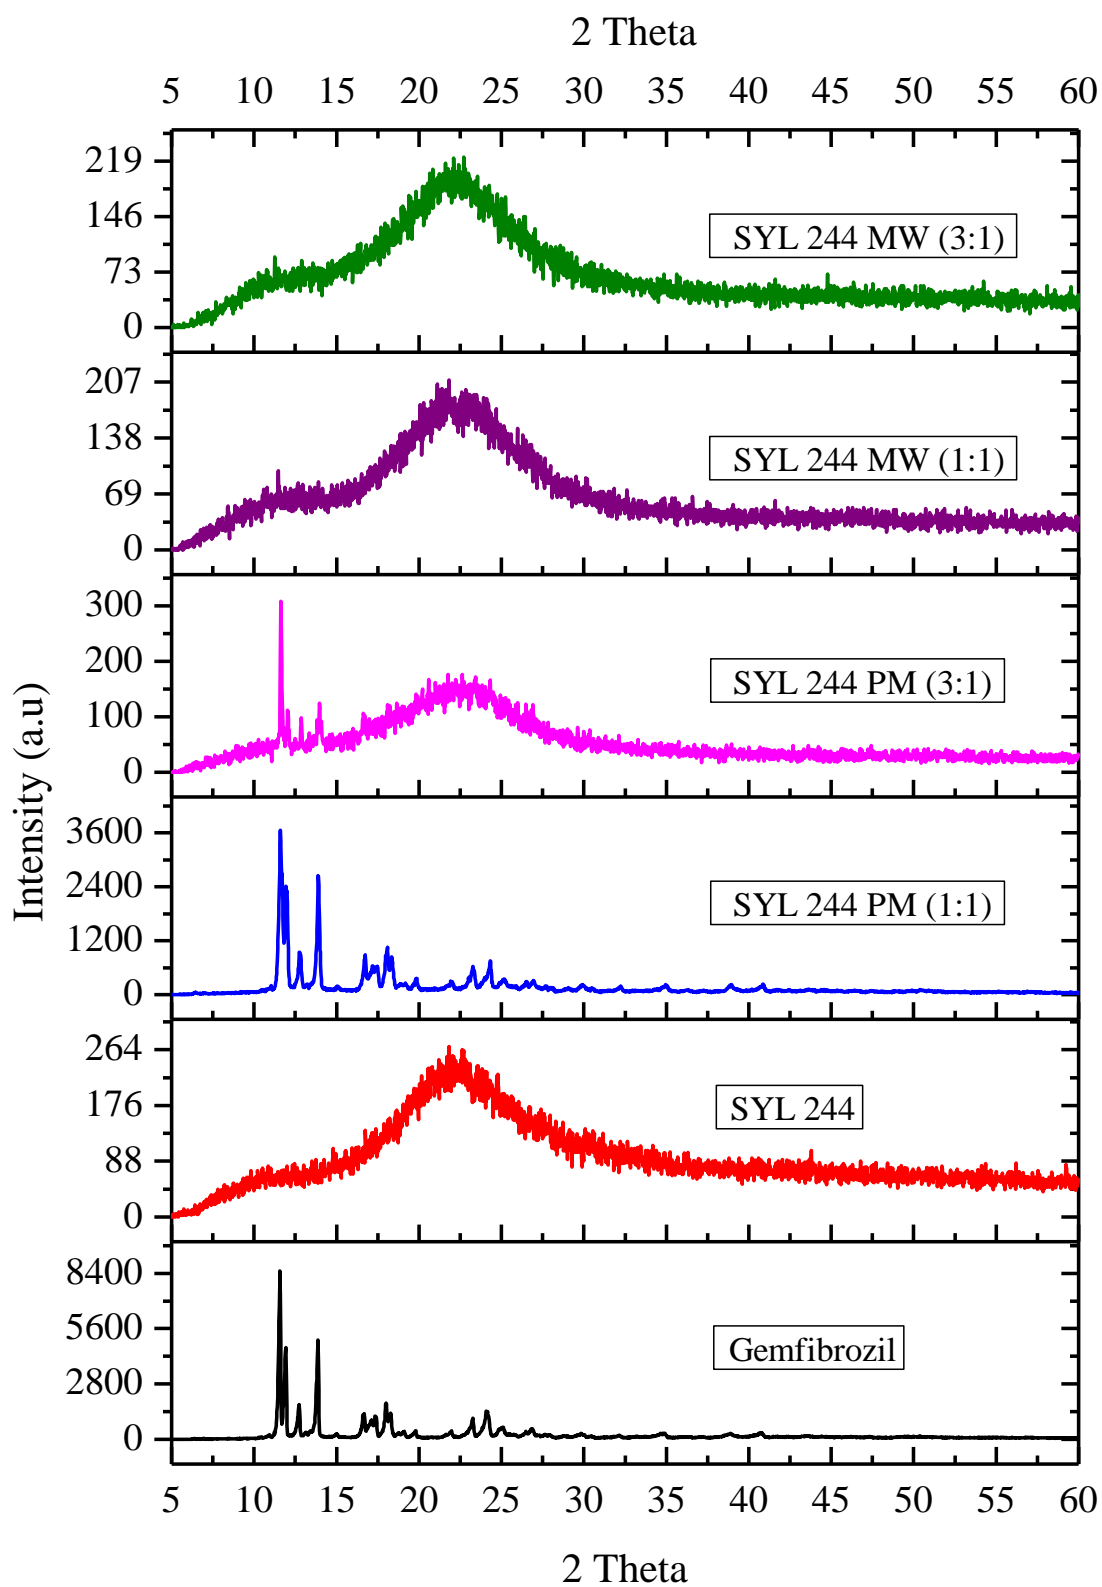 2 Theta
5 10 15 20 25 30 35 40 45 50 55 60
219
146
73
0
SYL 244 MW (3:1)
207
138
69
0
SYL 244 MW (1:1)
300
200
100
0
SYL 244 PM (3:1)
Intensity (a.u)
3600
2400
1200
0
SYL 244 PM (1:1)
264
176
88
0
SYL 244
8400
5600
2800
0
Gemfibrozil
5 10 15 20 25 30 35 40 45 50 55 60
2 Theta